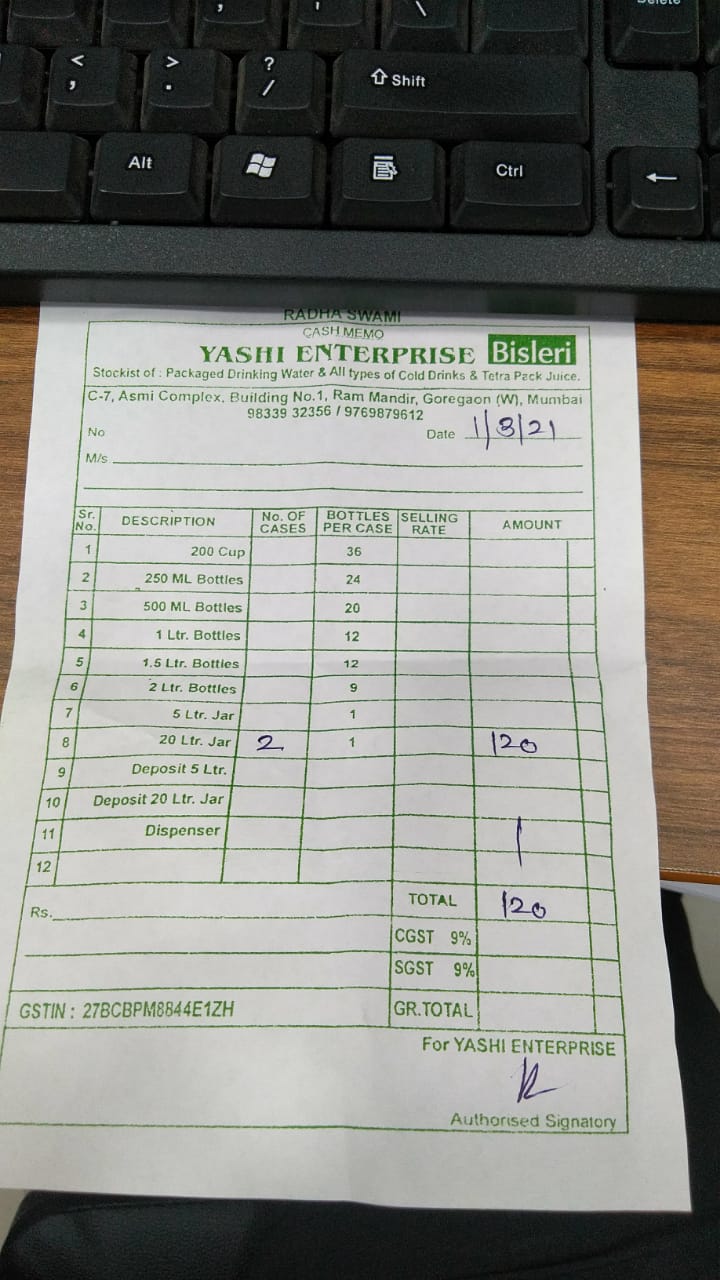 Delete
<
,
>
.
?
/
Shift
Alt
Ctrl
←
RADHA SWAMI
CASH MEMO
YASHI ENTERPRISE Bisleri
Stockist of : Packaged Drinking Water & All types of Cold Drinks & Tetra Pack Juice.
C-7, Asmi Complex, Building No.1, Ram Mandir, Goregaon (W), Mumbai
98339 32356 / 9769879612
No Date 1/8/21
M/s
Sr. No. DESCRIPTION No. OF CASES BOTTLES PER CASE SELLING RATE AMOUNT
1 200 Cup 36
2 250 ML Bottles 24
3 500 ML Bottles 20
4 1 Ltr. Bottles 12
5 1.5 Ltr. Bottles 12
6 2 Ltr. Bottles 9
7 5 Ltr. Jar 1
8 20 Ltr. Jar 2 1 120
9 Deposit 5 Ltr.
10 Deposit 20 Ltr. Jar
11 Dispenser
12
Rs. TOTAL 120
CGST 9%
SGST 9%
GSTIN : 27BCBPM8844E1ZH GR.TOTAL
For YASHI ENTERPRISE
Authorised Signatory